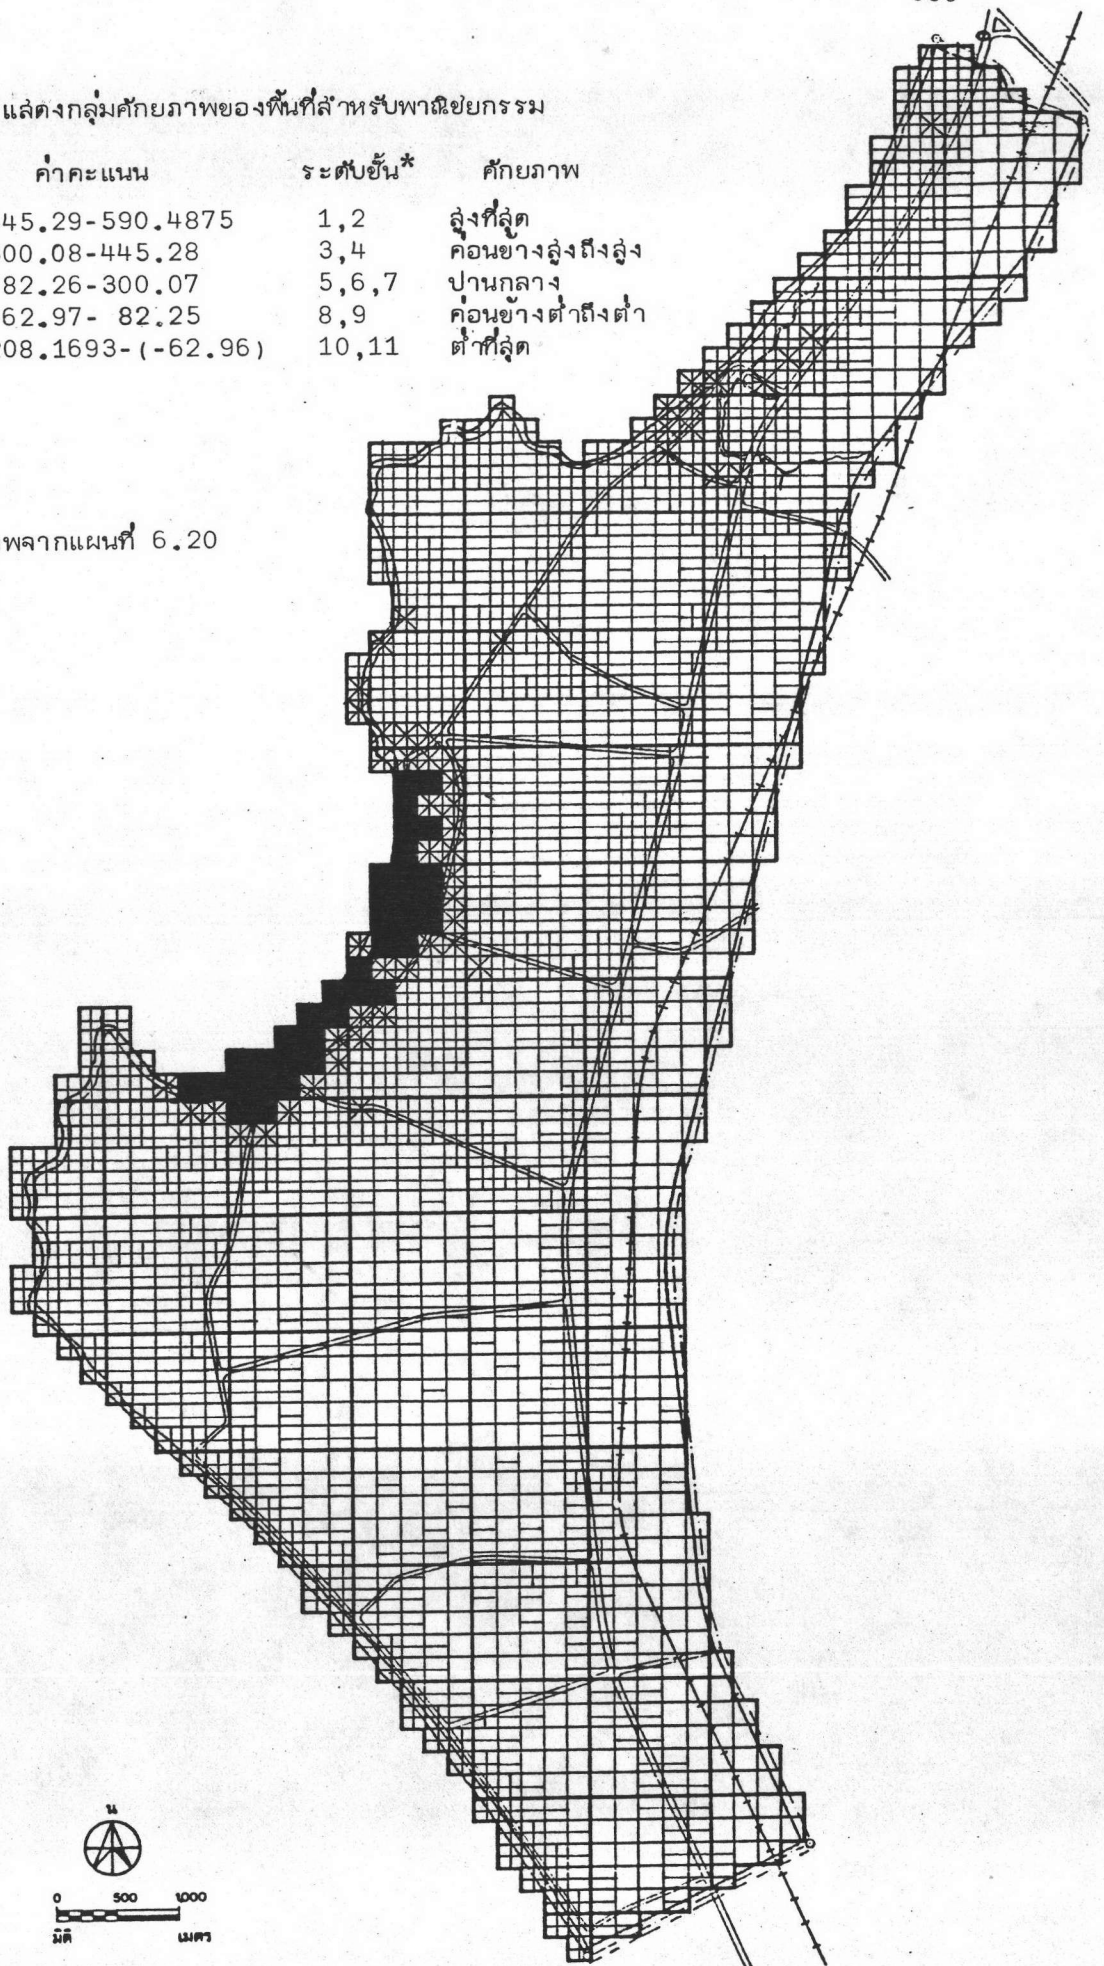 แสดงกลุ่มศักยภาพของพื้นที่สำหรับพาณิชยกรรม
ค่าคะแนน ระดับชั้น* ศักยภาพ
45.29-590.4875 1,2 สูงที่สุด
00.08-445.28 3,4 ค่อนข้างสูงถึงสูง
82.26-300.07 5,6,7 ปานกลาง
62.97- 82.25 8,9 ค่อนข้างต่ำถึงต่ำ
08.1693-(-62.96) 10,11 ต่ำที่สุด
พจากแผนที่ 6.20
น
0 500 1,000
มิติ เมตร